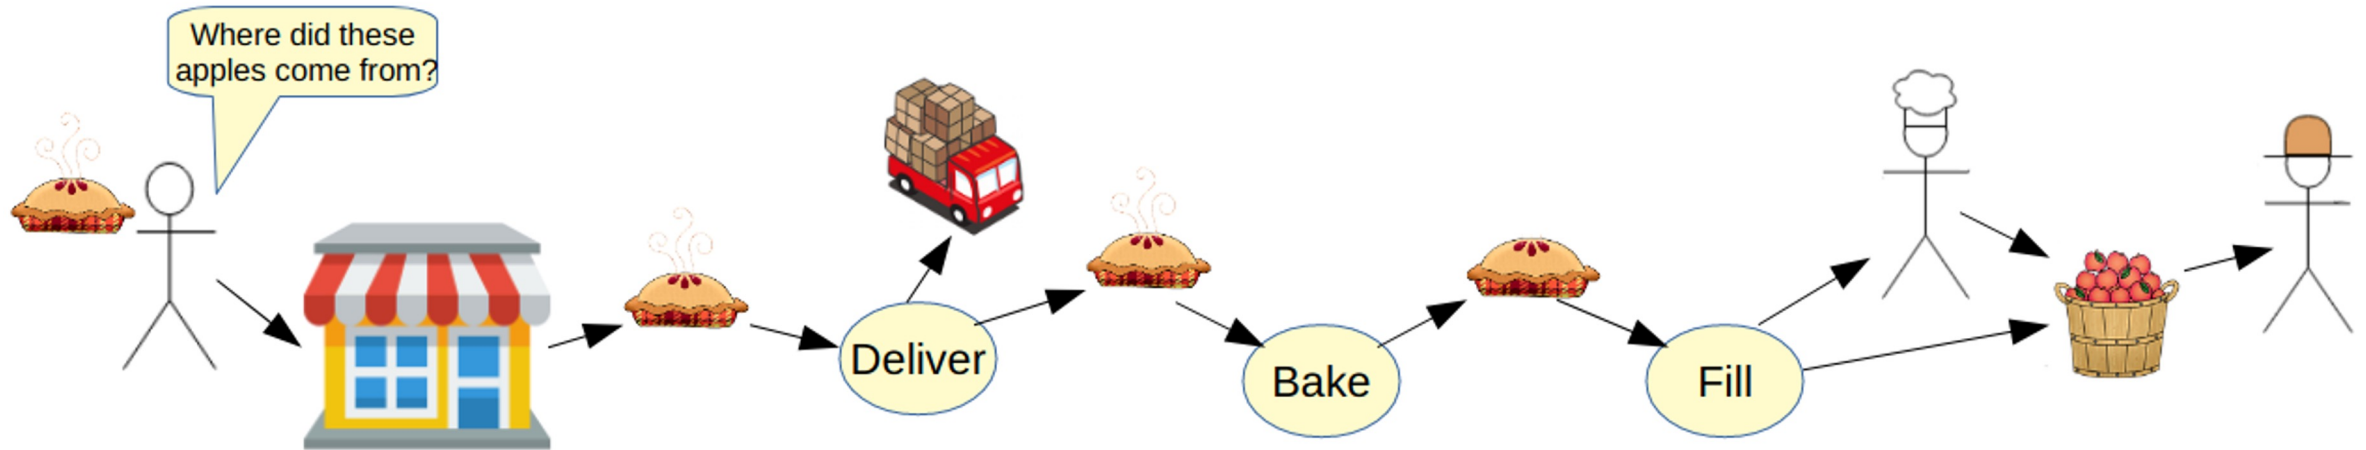 Where did these
apples come from?
Deliver
Bake
Fill